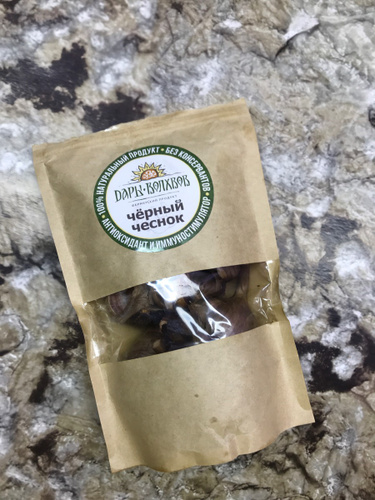 100% НАТУРАЛЬНЫЙ ПРОДУКТ • БЕЗ КОНСЕРВАНТОВ
ДАРЫ•ВОЛХВОВ
чёрный
чеснок
• АНТИОКСИДАНТ И ИММУНОСТИМУЛЯТОР •